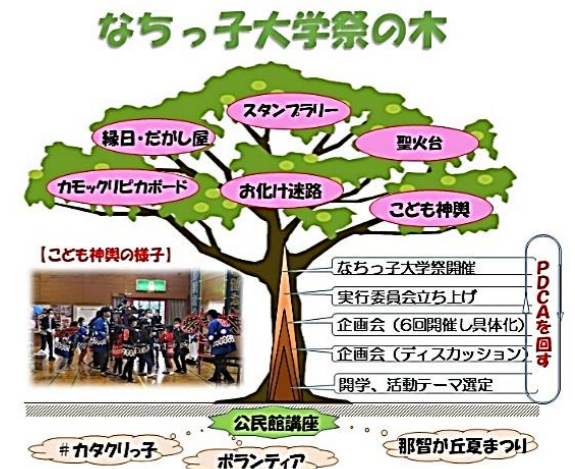 なちっ子大学祭の木
スタンプラリー
縁日・だがし屋
聖火台
カモックリピカボード
お化け迷路
こども神輿
【こども神輿の様子】
なちっ子大学祭開催
実行委員会立ち上げ
企画会（6回開催し具体化）
企画会（ディスカッション）
開学、活動テーマ選定
PDCAを回す
公民館講座
#カタクリっ子
ボランティア
那智が丘夏まつり